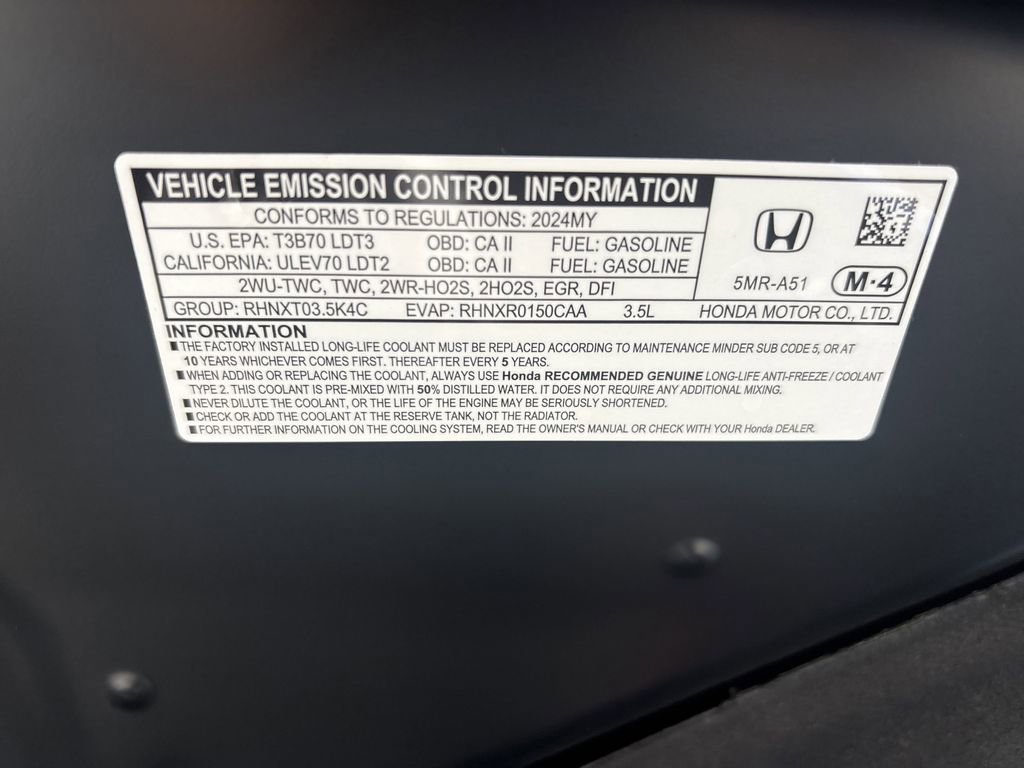 VEHICLE EMISSION CONTROL INFORMATION
CONFORMS TO REGULATIONS: 2024MY
U.S. EPA: T3B70 LDT3 OBD: CA II FUEL: GASOLINE
CALIFORNIA: ULEV70 LDT2 OBD: CA II FUEL: GASOLINE
2WU-TWC, TWC, 2WR-HO2S, 2HO2S, EGR, DFI
5MR-A51 M·4
GROUP: RHNXT03.5K4C EVAP: RHNXR0150CAA 3.5L HONDA MOTOR CO., LTD.
INFORMATION
■ THE FACTORY INSTALLED LONG-LIFE COOLANT MUST BE REPLACED ACCORDING TO MAINTENANCE MINDER SUB CODE 5, OR AT
10 YEARS WHICHEVER COMES FIRST. THEREAFTER EVERY 5 YEARS.
■ WHEN ADDING OR REPLACING THE COOLANT, ALWAYS USE Honda RECOMMENDED GENUINE LONG-LIFE ANTI-FREEZE / COOLANT
TYPE 2. THIS COOLANT IS PRE-MIXED WITH 50% DISTILLED WATER. IT DOES NOT REQUIRE ANY ADDITIONAL MIXING.
■ NEVER DILUTE THE COOLANT, OR THE LIFE OF THE ENGINE MAY BE SERIOUSLY SHORTENED.
■ CHECK OR ADD THE COOLANT AT THE RESERVE TANK, NOT THE RADIATOR.
■ FOR FURTHER INFORMATION ON THE COOLING SYSTEM, READ THE OWNER'S MANUAL OR CHECK WITH YOUR Honda DEALER.